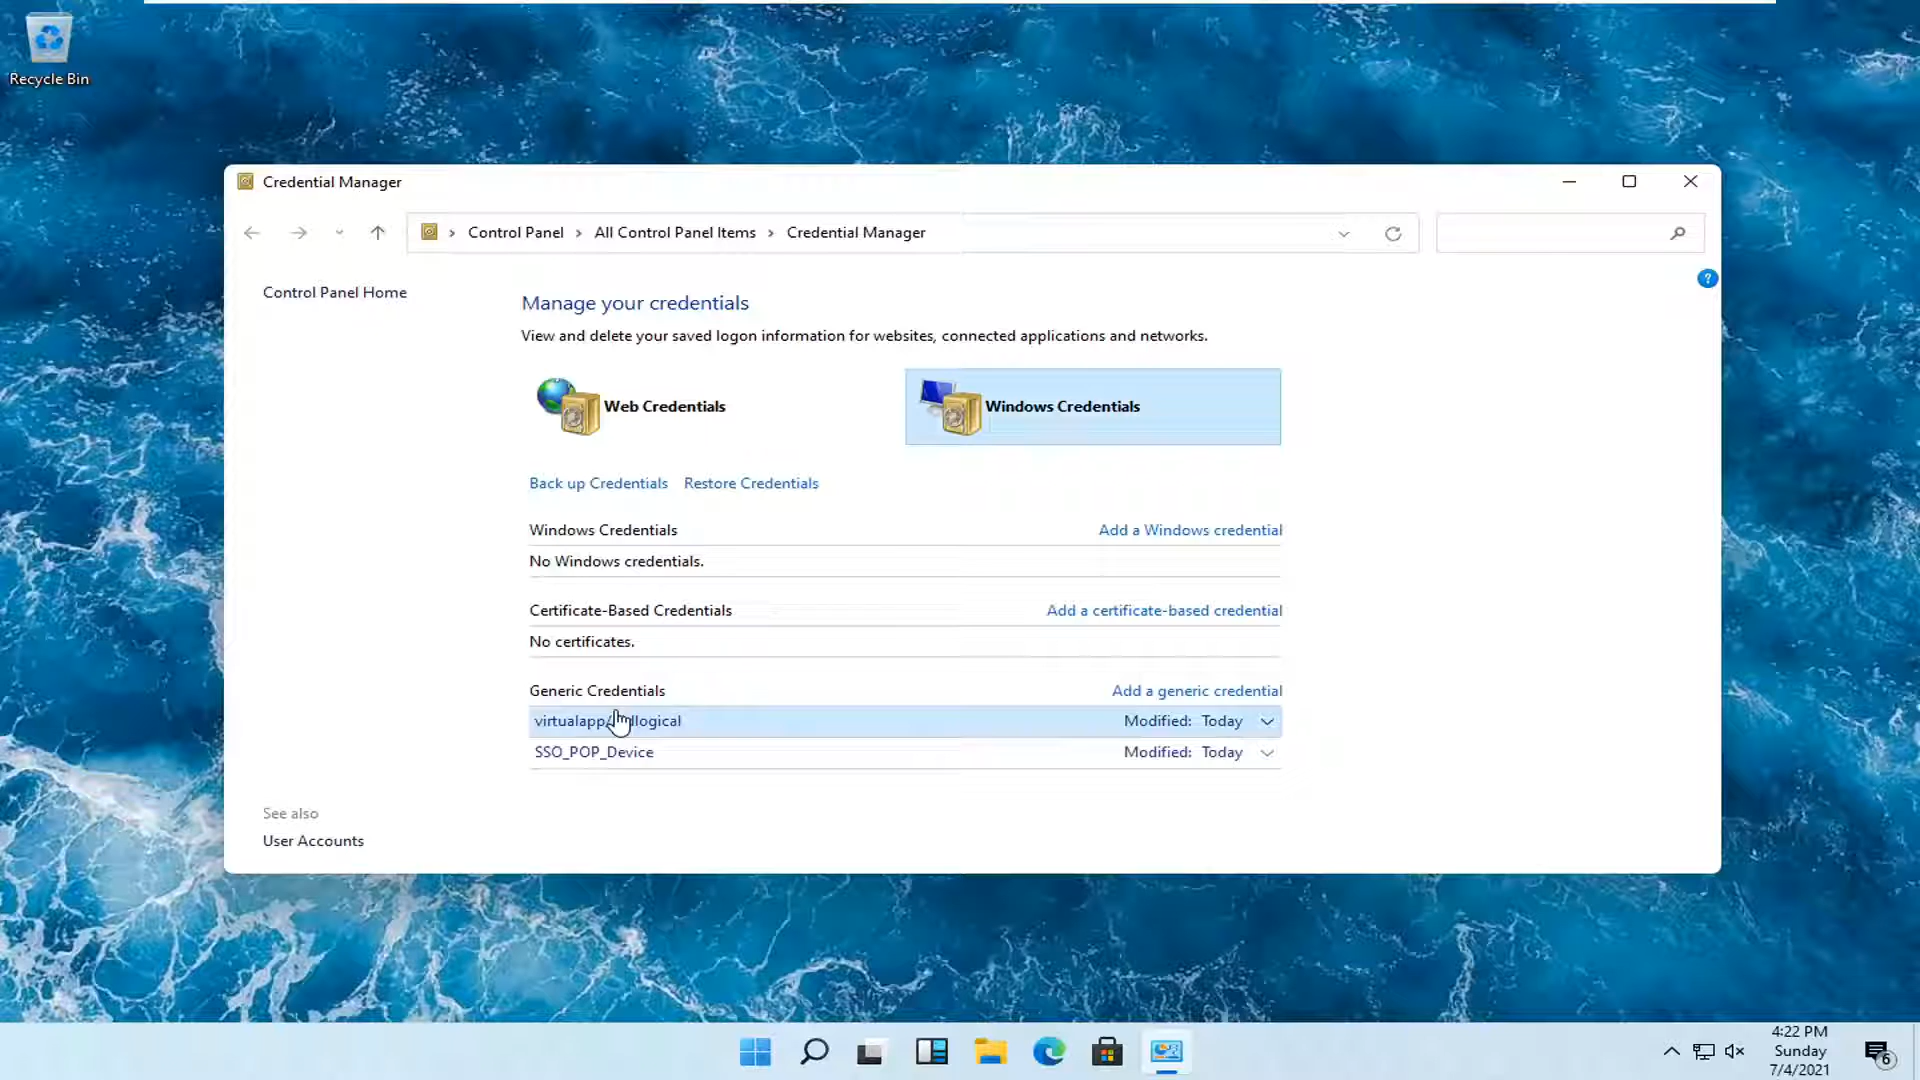 Recycle Bin
Credential Manager
Control Panel > All Control Panel Items > Credential Manager
Control Panel Home
Manage your credentials
View and delete your saved logon information for websites, connected applications and networks.
Web Credentials
Windows Credentials
Back up Credentials Restore Credentials
Windows Credentials Add a Windows credential
No Windows credentials.
Certificate-Based Credentials Add a certificate-based credential
No certificates.
Generic Credentials Add a generic credential
Modified: Today
SSO_POP_Device Modified: Today
See also
User Accounts
4:22 PM
Sunday
7/4/2021
6